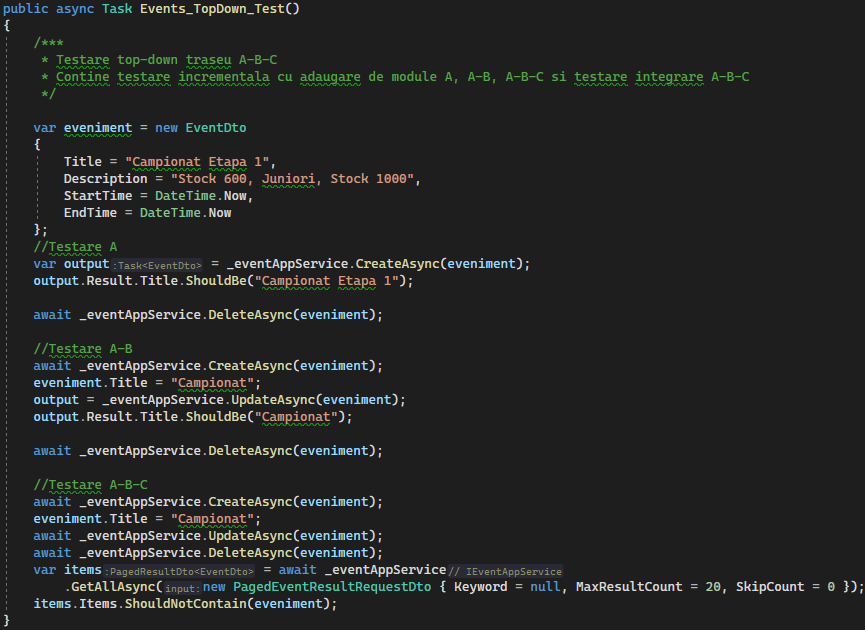 public async Task Events_TopDown_Test()
{
/***
* Testare top-down traseu A-B-C
* Contine testare incrementala cu adaugare de module A, A-B, A-B-C si testare integrare A-B-C
*/
var eveniment = new EventDto
{
Title = "Campionat Etapa 1",
Description = "Stock 600, Juniori, Stock 1000",
StartTime = DateTime.Now,
EndTime = DateTime.Now
};
//Testare A
var output :Task<EventDto> = _eventAppService.CreateAsync(eveniment);
output.Result.Title.ShouldBe("Campionat Etapa 1");
await _eventAppService.DeleteAsync(eveniment);
//Testare A-B
await _eventAppService.CreateAsync(eveniment);
eveniment.Title = "Campionat";
output = _eventAppService.UpdateAsync(eveniment);
output.Result.Title.ShouldBe("Campionat");
await _eventAppService.DeleteAsync(eveniment);
//Testare A-B-C
await _eventAppService.CreateAsync(eveniment);
eveniment.Title = "Campionat";
await _eventAppService.UpdateAsync(eveniment);
await _eventAppService.DeleteAsync(eveniment);
var items :PagedResultDto<EventDto> = await _eventAppService // IEventAppService
.GetAllAsync( input: new PagedEventResultRequestDto { Keyword = null, MaxResultCount = 20, SkipCount = 0 });
items.Items.ShouldNotContain(eveniment);
}